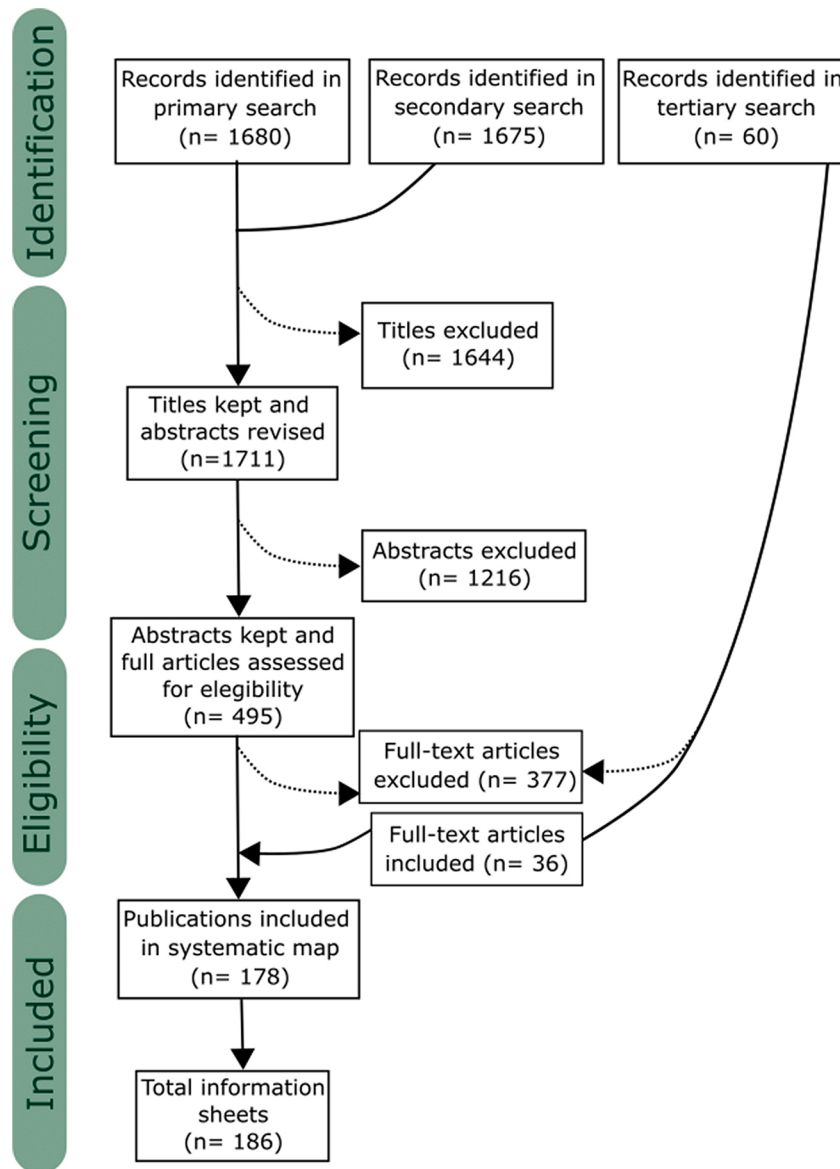 Identification
Records identified in
primary search
(n= 1680)
Records identified in
secondary search
(n= 1675)
Records identified in
tertiary search
(n= 60)
Screening
Titles excluded
(n= 1644)
Titles kept and
abstracts revised
(n=1711)
Abstracts excluded
(n= 1216)
Eligibility
Abstracts kept and
full articles assessed
for elegibility
(n= 495)
Full-text articles
excluded (n= 377)
Full-text articles
included (n= 36)
Included
Publications included
in systematic map
(n= 178)
Total information
sheets
(n= 186)